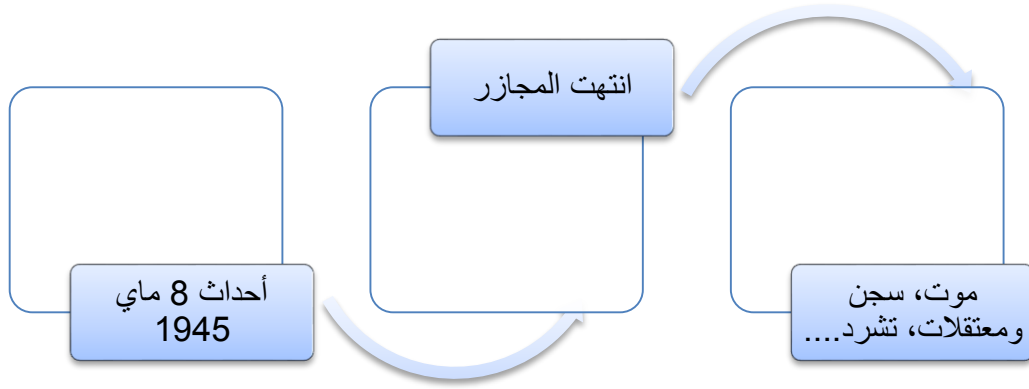 أحداث 8 ماي
1945
انتهت المجازر
موت، سجن
ومعتقلات، تشرد....